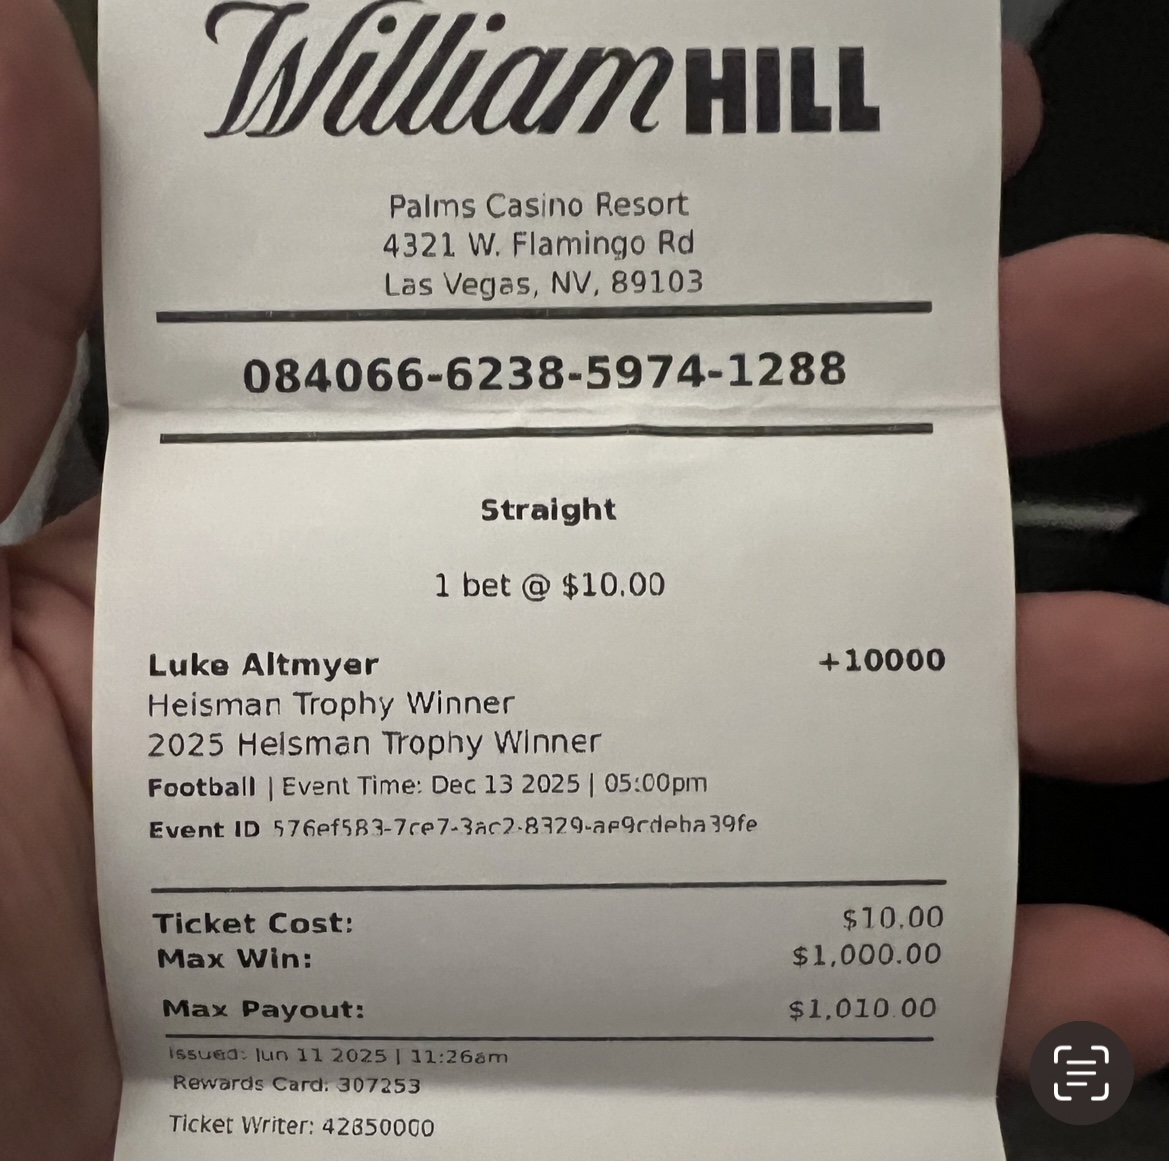 William HILL
Palms Casino Resort
4321 W. Flamingo Rd
Las Vegas, NV, 89103
084066-6238-5974-1288
Straight
1 bet @ $10.00
Luke Altmyer +10000
Heisman Trophy Winner
2025 Heisman Trophy Winner
Football | Event Time: Dec 13 2025 | 05:00pm
Event ID
Ticket Cost: $10.00
Max Win: $1,000.00
Max Payout: $1,010.00
Issued: Jun 11 2025 | 11:26am
Rewards Card: 307253
Ticket Writer: 42850000